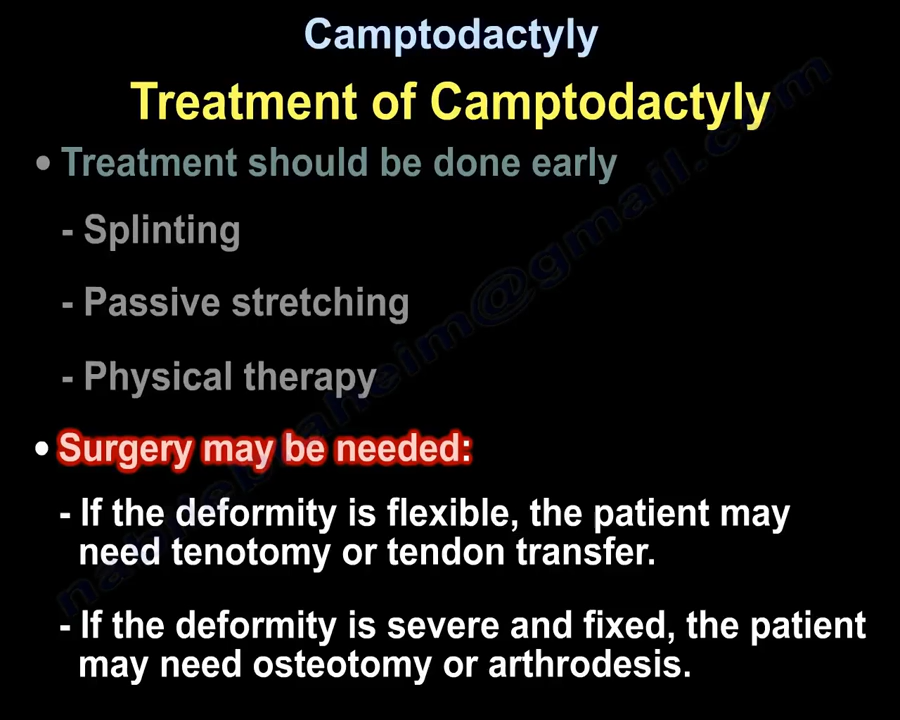 Camptodactyly
Treatment of Camptodactyly
• Treatment should be done early
- Splinting
- Passive stretching
- Physical therapy
• Surgery may be needed:
- If the deformity is flexible, the patient may
need tenotomy or tendon transfer.
- If the deformity is severe and fixed, the patient
may need osteotomy or arthrodesis.